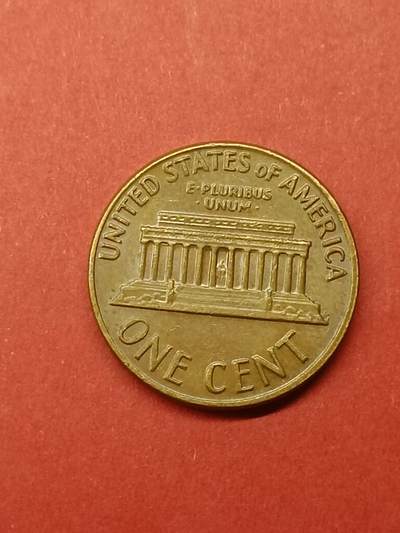 UNITED STATES OF AMERICA
E·PLURIBUS
·UNUM·
ONE CENT